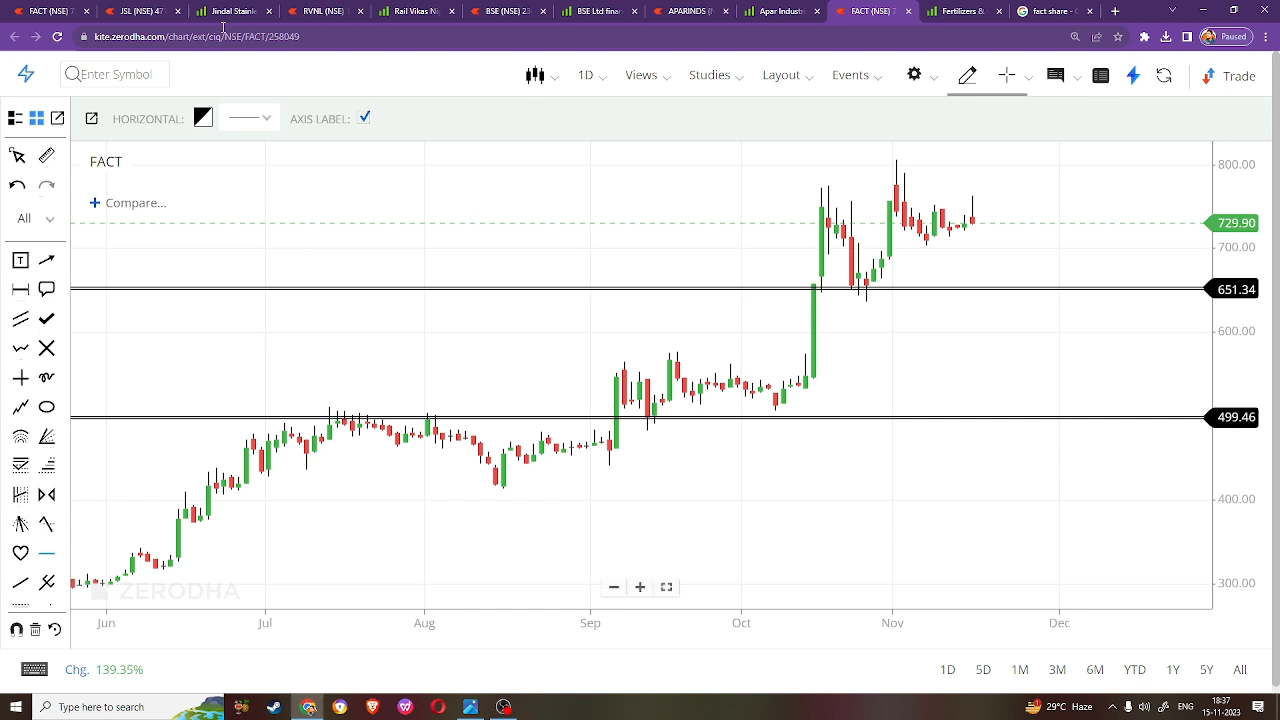 FACT (NSE) 7
JSL (NSE) 47
Jindal Stainle
RVNL (NSE)
Rail Vikas Ni
BSE (NSE) 23
BSE Ltd finan
APARINDS (N
Apar Industr
FACT (NSE) 7
Fertilizers &
fact share -
kite.zerodha.com/chart/ext/ciq/NSE/FACT/258049
Paused
Enter Symbol
1D
Views
Studies
Layout
Events
Trade
HORIZONTAL:
AXIS LABEL:
FACT
800.00
Compare...
All
729.90
700.00
651.34
600.00
499.46
400.00
300.00
ZERODHA
Jun
Jul
Aug
Sep
Oct
Nov
Dec
Chg. 139.35%
1D
5D
1M
3M
6M
YTD
1Y
5Y
All
Type here to search
29°C Haze
ENG
18:37
15-11-2023